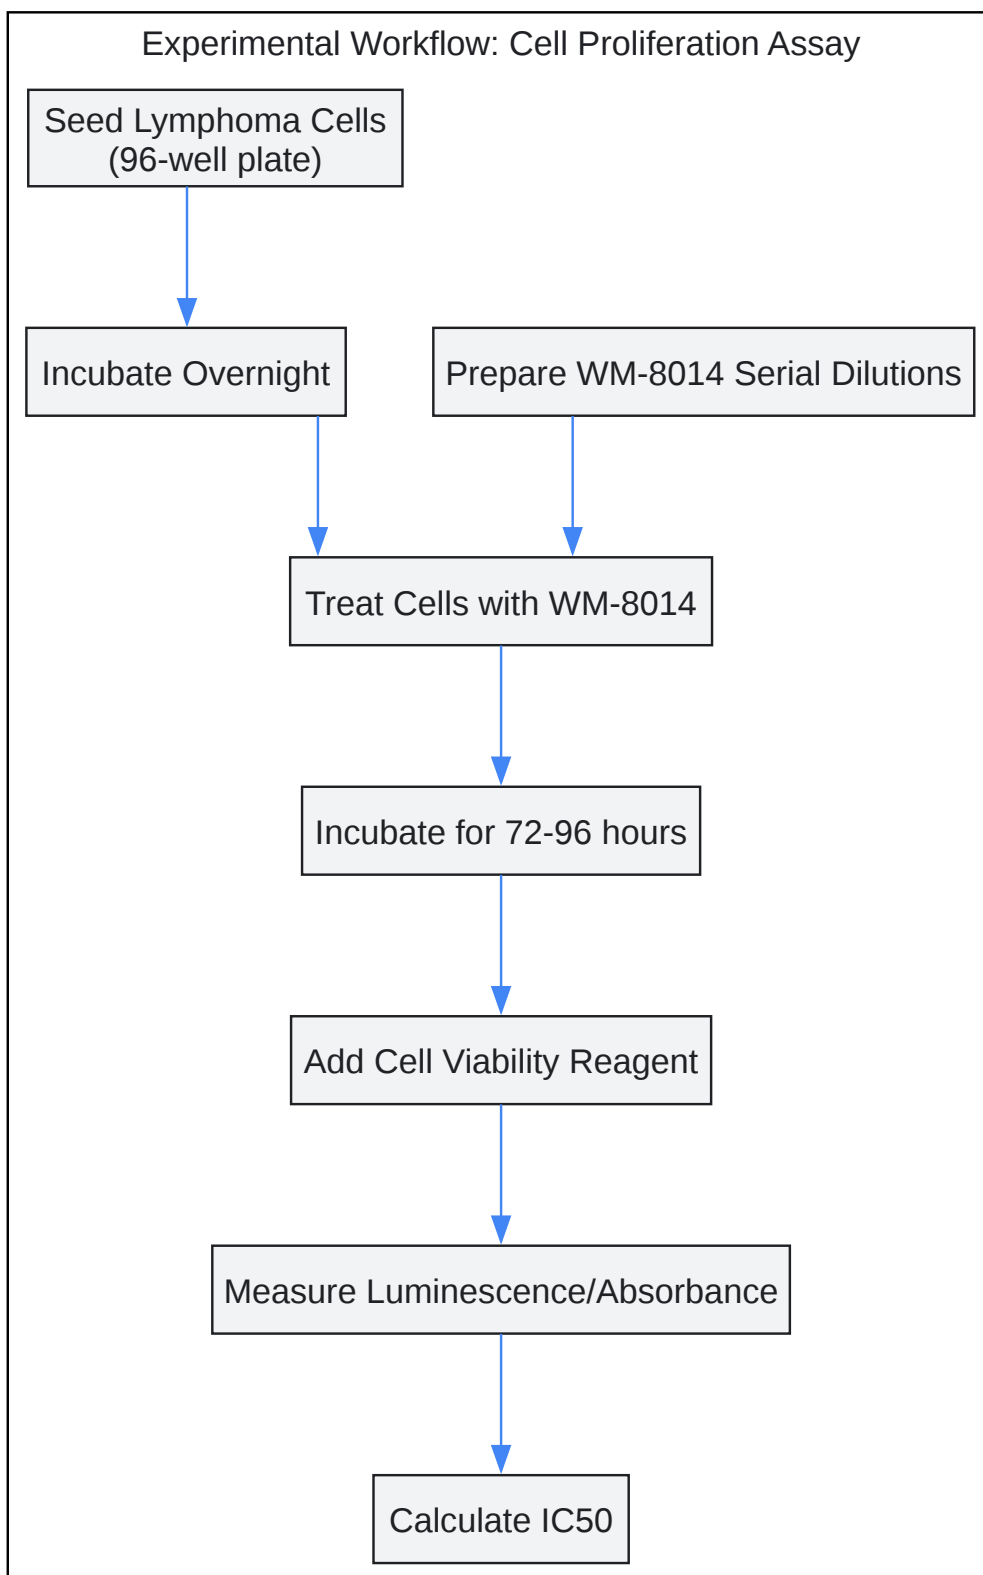 Experimental Workflow: Cell Proliferation Assay
Seed Lymphoma Cells
(96-well plate)
Incubate Overnight
Prepare WM-8014 Serial Dilutions
Treat Cells with WM-8014
Incubate for 72-96 hours
Add Cell Viability Reagent
Measure Luminescence/Absorbance
Calculate IC50